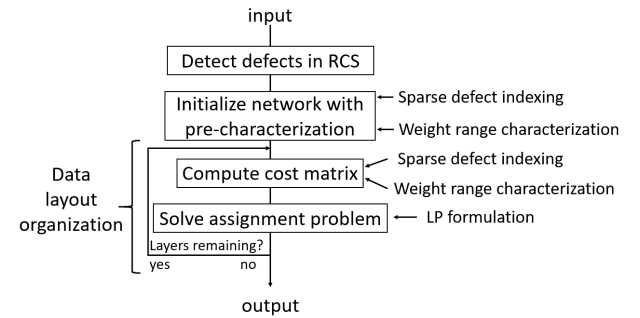 input
Detect defects in RCS
Initialize network with
pre-characterization
Sparse defect indexing
Weight range characterization
Data
layout
organization
Compute cost matrix
Sparse defect indexing
Weight range characterization
Solve assignment problem
LP formulation
Layers remaining?
yes
no
output